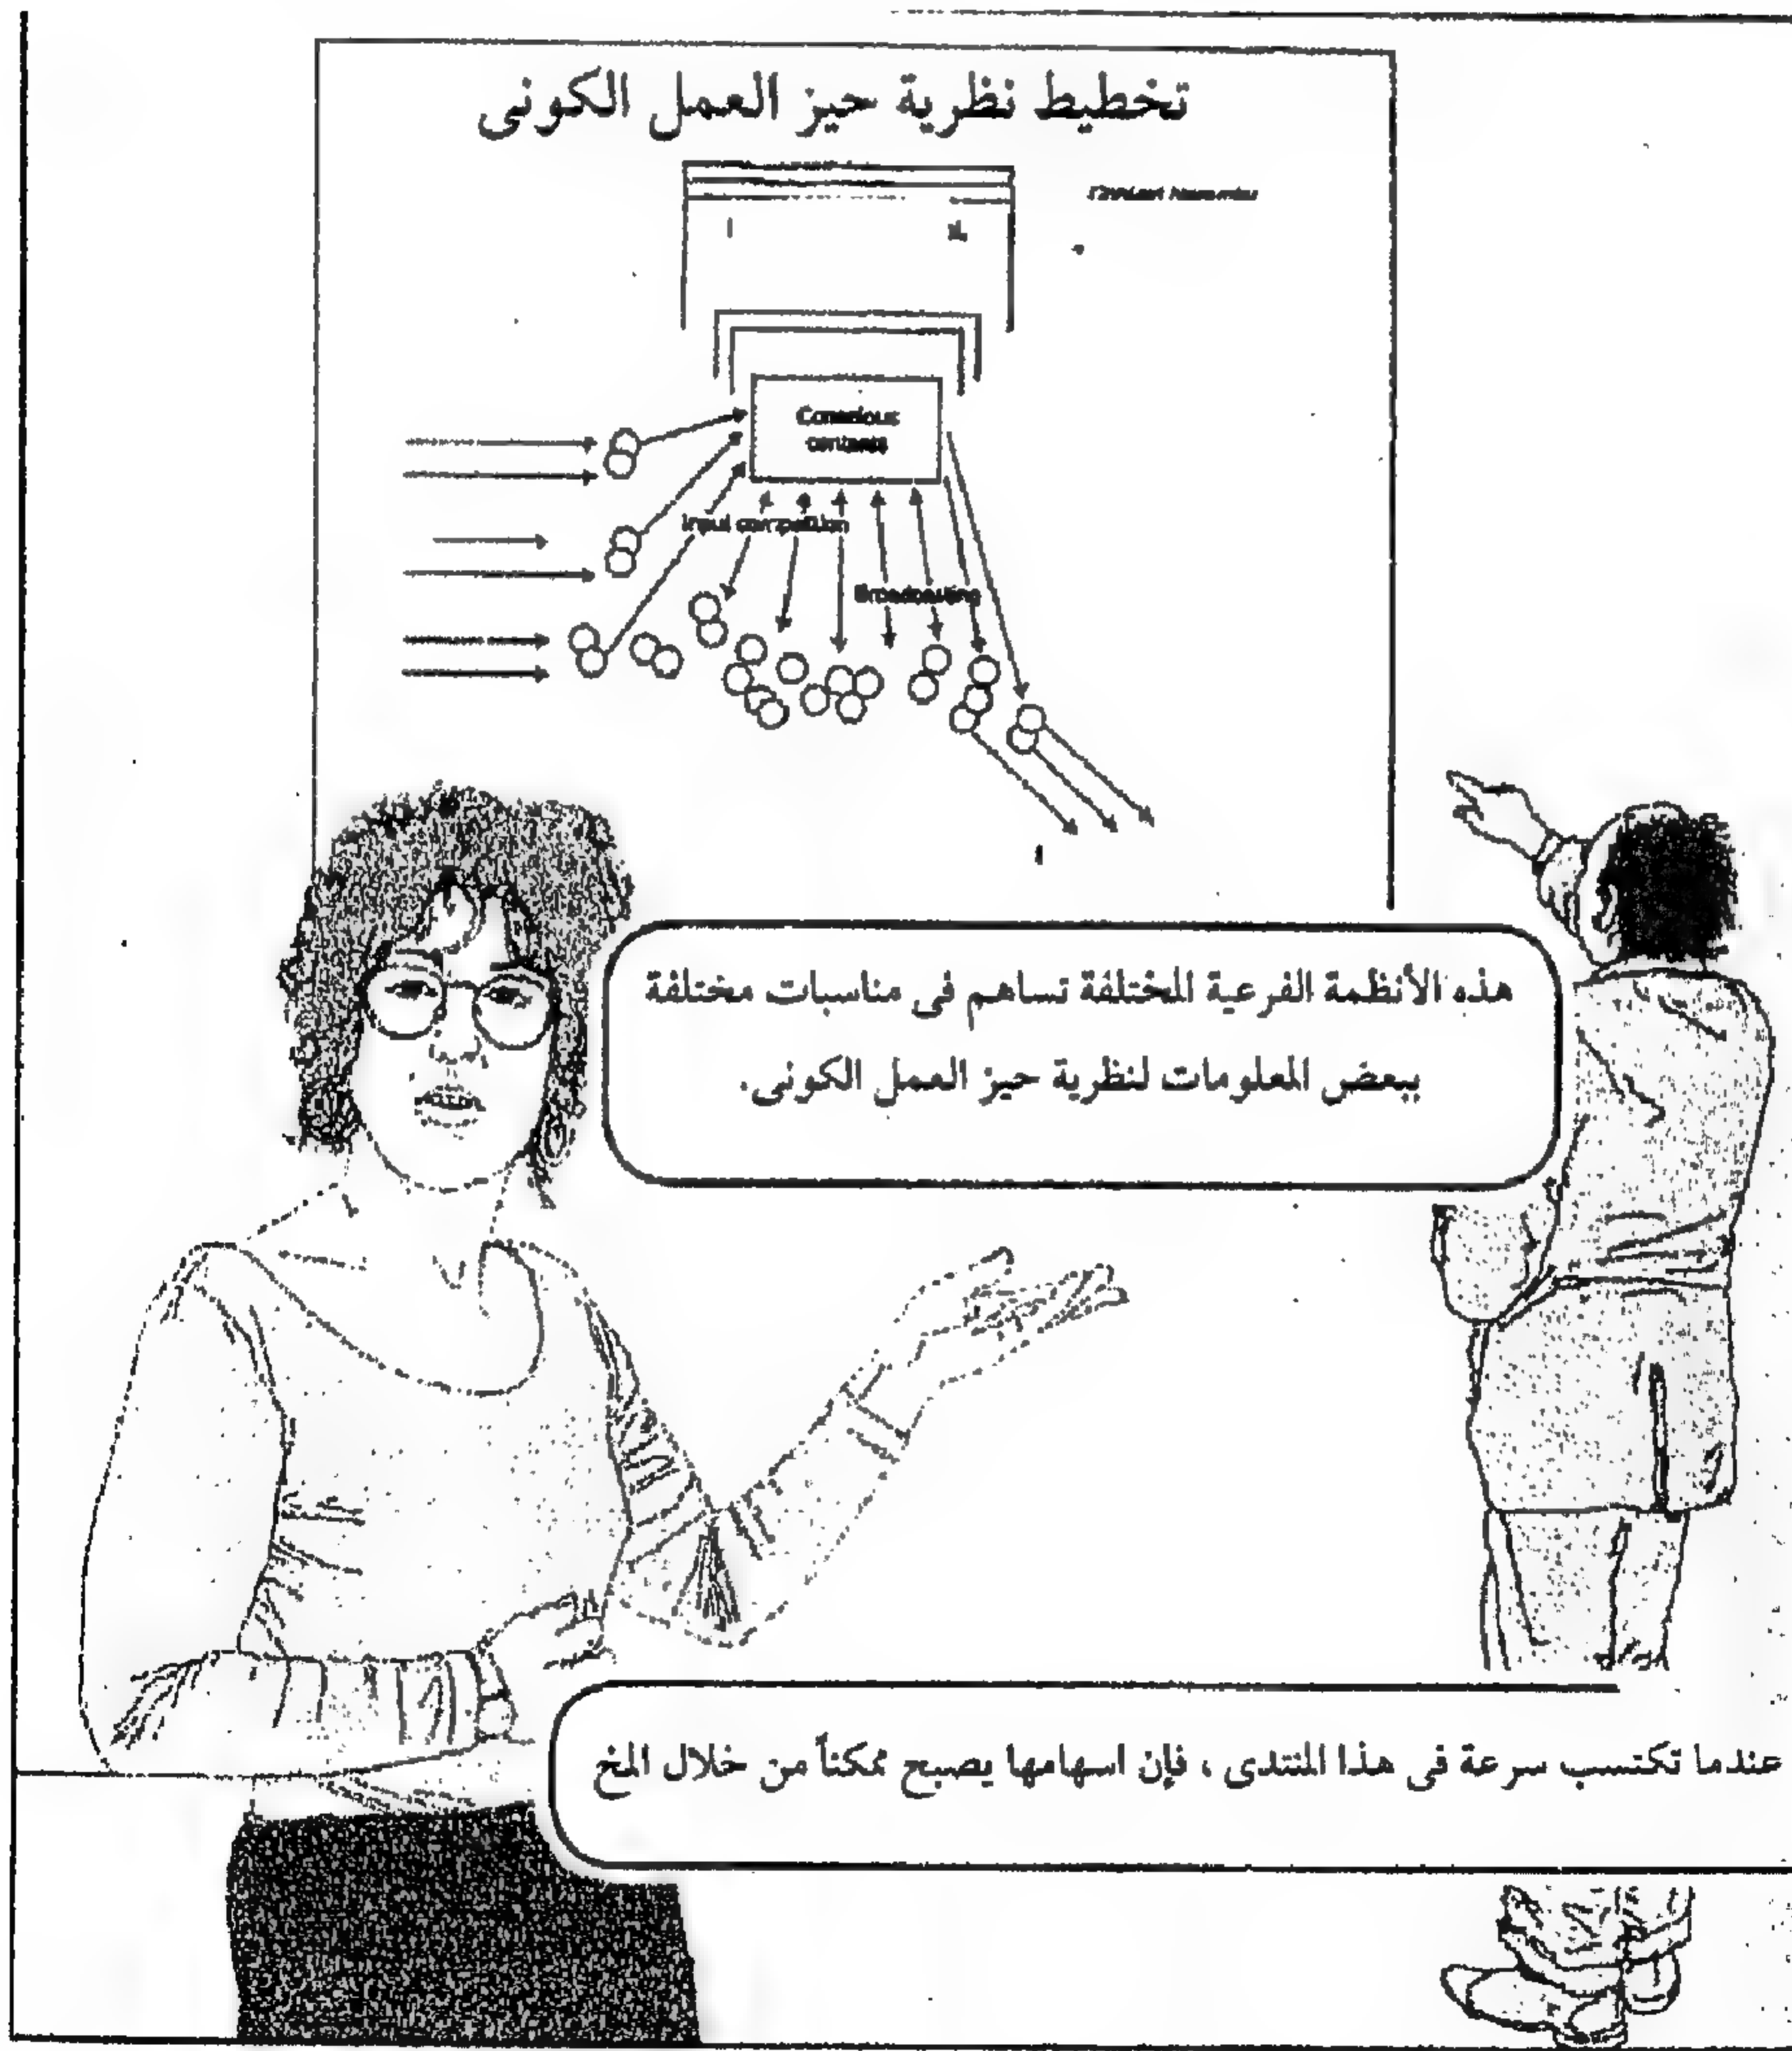 تخطيط نظرية حيز العمل الكونى
Conscious
contents
Input competition
Broadcasting
هذه الأنظمة الفرعية المختلفة تساهم فى مناسبات مختلفة
ببعض المعلومات لنظرية حيز العمل الكونى.
عندما تكتسب سرعة فى هذا المنتدى ، فإن اسهامها يصبح ممكناً من خلال المخ